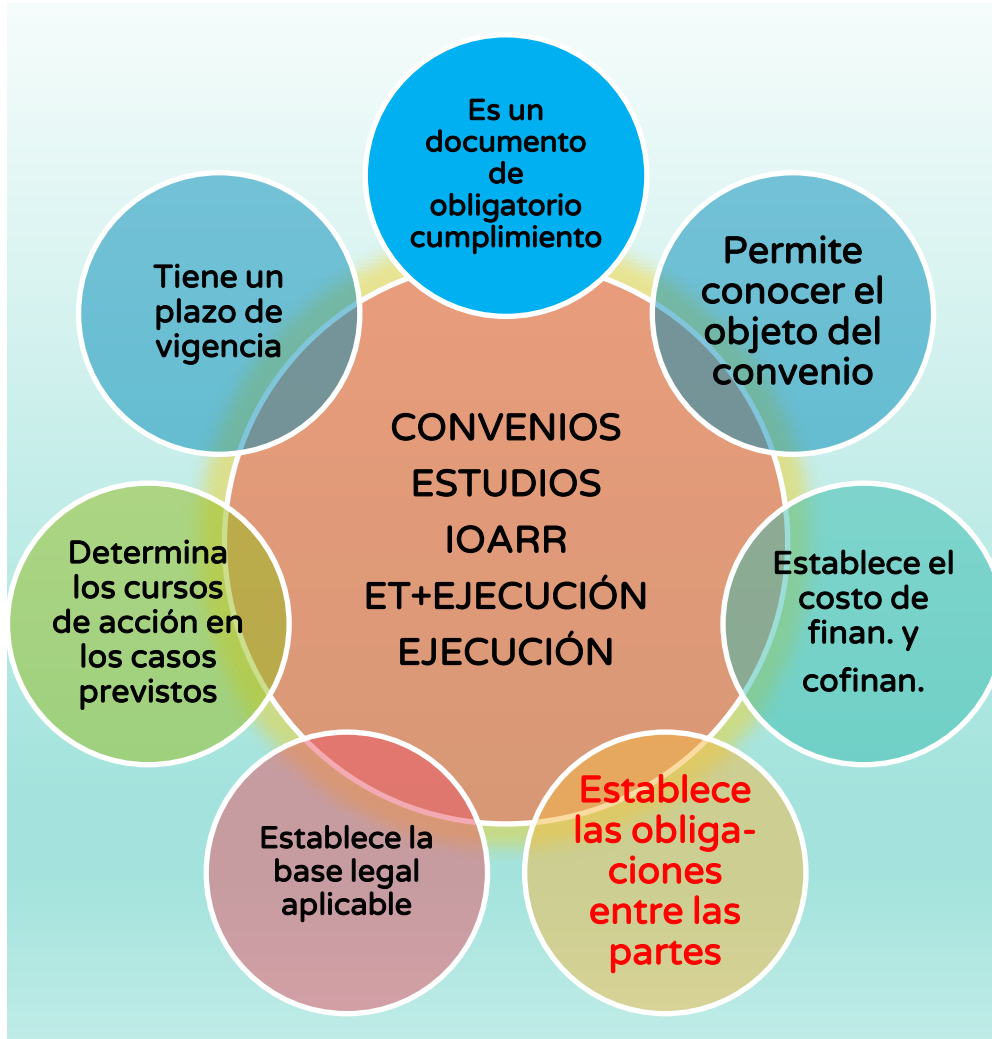 Es un
documento
de
obligatorio
cumplimiento
Permite
conocer el
objeto del
convenio
Establece el
costo de
finan. y
cofinan.
Establece
las obliga-
ciones
entre las
partes
Establece la
base legal
aplicable
Determina
los cursos
de acción en
los casos
previstos
Tiene un
plazo de
vigencia
CONVENIOS
ESTUDIOS
IOARR
ET+EJECUCIÓN
EJECUCIÓN